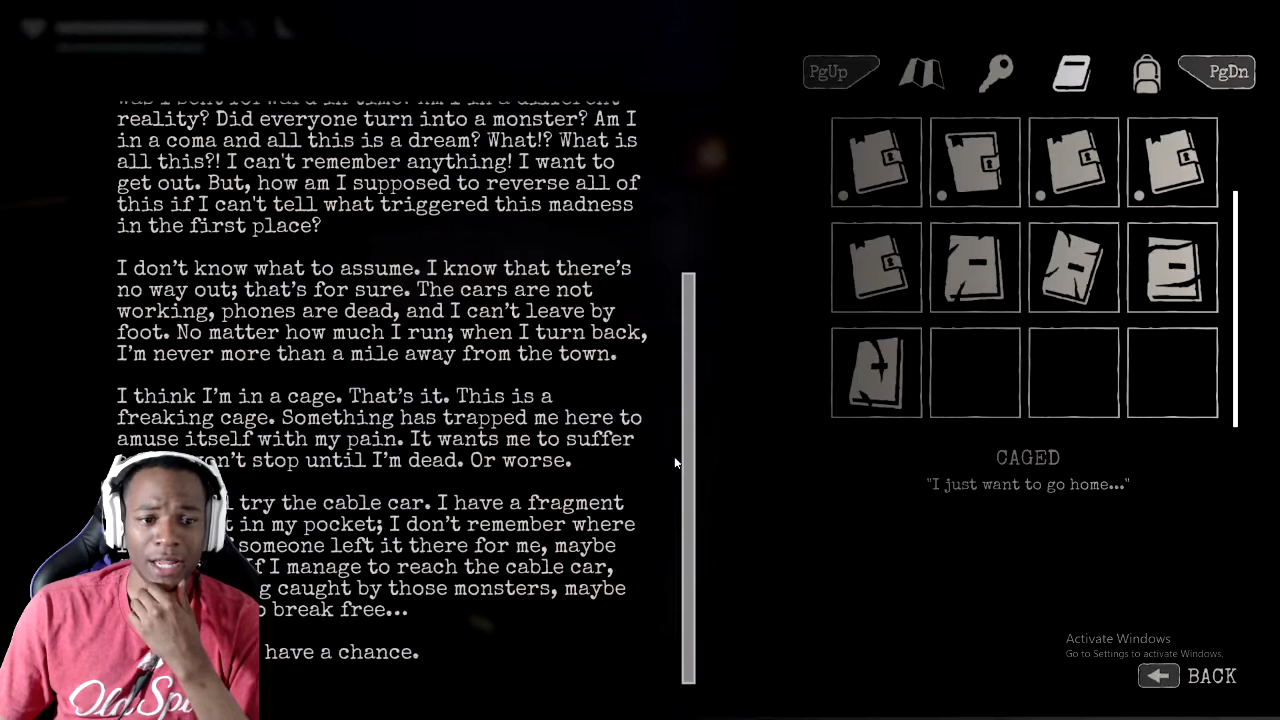 PgUp
PgDn
was I sent forward in time? Am I in a different
reality? Did everyone turn into a monster? Am I
in a coma and all this is a dream? What!? What is
all this?! I can't remember anything! I want to
get out. But, how am I supposed to reverse all of
this if I can't tell what triggered this madness
in the first place?
I don't know what to assume. I know that there's
no way out; that's for sure. The cars are not
working, phones are dead, and I can't leave by
foot. No matter how much I run; when I turn back,
I'm never more than a mile away from the town.
I think I'm in a cage. That's it. This is a
freaking cage. Something has trapped me here to
amuse itself with my pain. It wants me to suffer
won't stop until I'm dead. Or worse.
try the cable car. I have a fragment
in my pocket; I don't remember where
someone left it there for me, maybe
If I manage to reach the cable car,
caught by those monsters, maybe
break free...
have a chance.
CAGED
"I just want to go home..."
Activate Windows
Go to Settings to activate Windows.
BACK
Old Sp